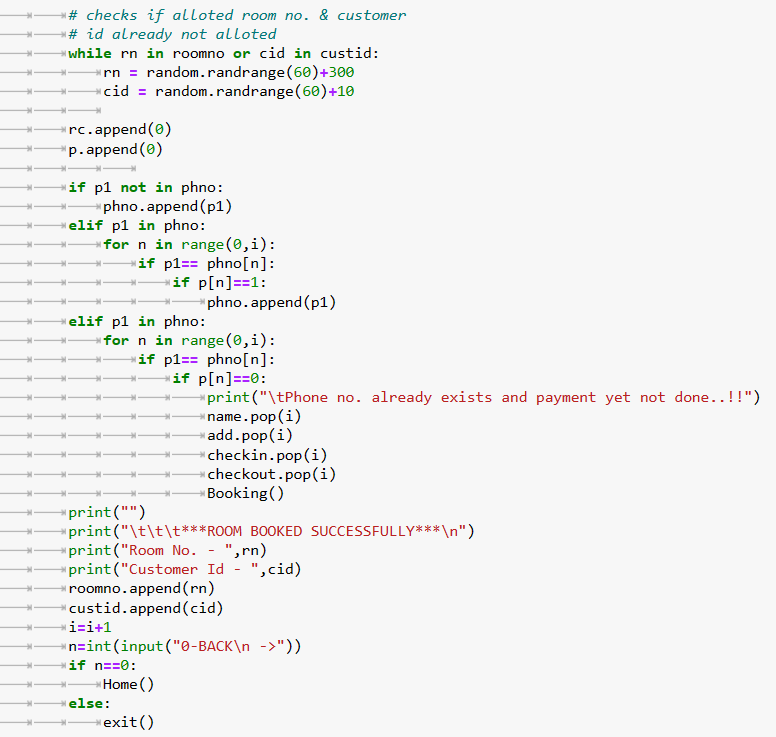 # checks if alloted room no. & customer
# id already not alloted
while rn in roomno or cid in custid:
rn = random.randrange(60)+300
cid = random.randrange(60)+10
rc.append(0)
p.append(0)
if p1 not in phno:
phno.append(p1)
elif p1 in phno:
for n in range(0,i):
if p1== phno[n]:
if p[n]==1:
phno.append(p1)
elif p1 in phno:
for n in range(0,i):
if p1== phno[n]:
if p[n]==0:
print("\tPhone no. already exists and payment yet not done..!!")
name.pop(i)
add.pop(i)
checkin.pop(i)
checkout.pop(i)
Booking()
print("")
print("\t\t\t***ROOM BOOKED SUCCESSFULLY***\n")
print("Room No. - ",rn)
print("Customer Id - ",cid)
roomno.append(rn)
custid.append(cid)
i=i+1
n=int(input("0-BACK\n ->"))
if n==0:
Home()
else:
exit()